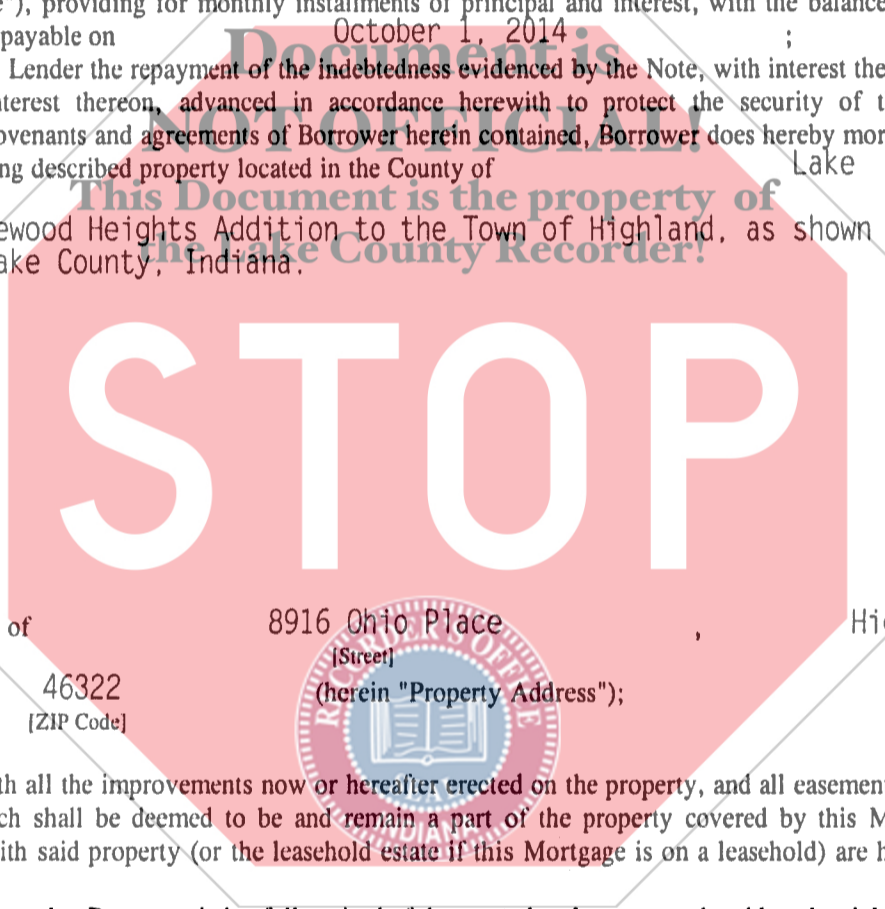 "), providing for monthly installments of principal and interest, with the balance
payable on October 1, 2014 ;
Document is
Lender the repayment of the indebtedness evidenced by the Note, with interest the
terest thereon, advanced in accordance herewith to protect the security of t
NOT OFFICIAL!
ovenants and agreements of Borrower herein contained, Borrower does hereby mor
ng described property located in the County of Lake
This Document is the property of
ewood Heights Addition to the Town of Highland, as shown
the Lake County Recorder!
ake County, Indiana.
STOP
of 8916 Ohio Place , Hi
[Street]
46322 (herein "Property Address");
[ZIP Code]
RECORDER'S OFFICE
SEAL
INDIANA
th all the improvements now or hereafter erected on the property, and all easemen
ch shall be deemed to be and remain a part of the property covered by this M
ith said property (or the leasehold estate if this Mortgage is on a leasehold) are h